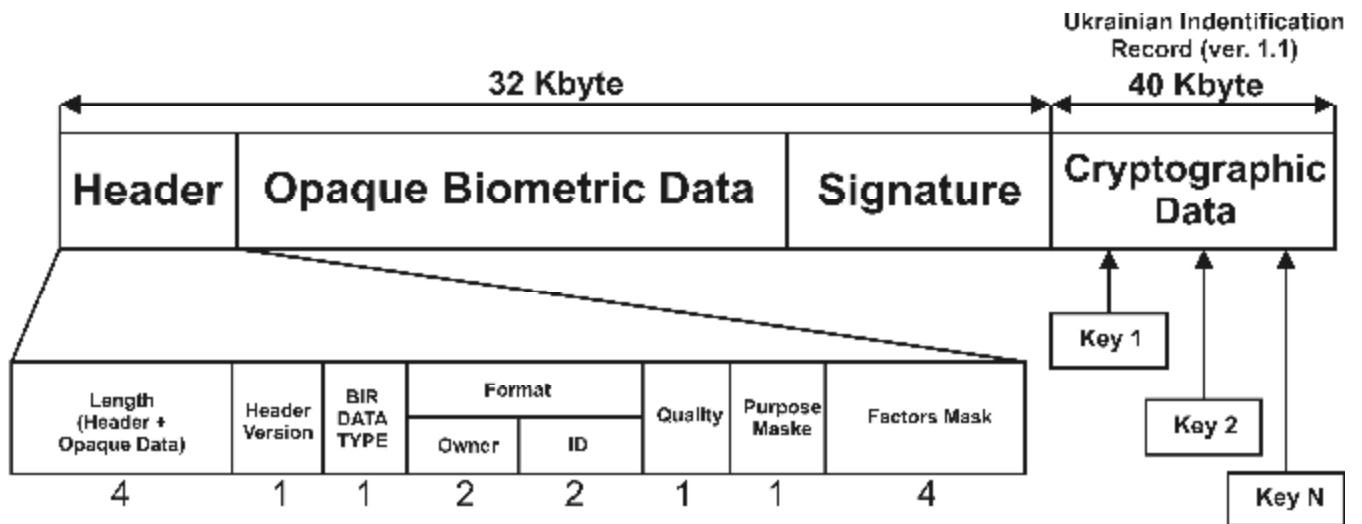 Ukrainian Indentification
Record (ver. 1.1)
32 Kbyte
40 Kbyte
Header
Opaque Biometric Data
Signature
Cryptographic
Data
Key 1
Key 2
Key N
Length
(Header +
Opaque Data)
Header
Version
BIR
DATA
TYPE
Format
Owner
ID
Quality
Purpose
Maske
Factors Mask
4
1
1
2
2
1
1
4